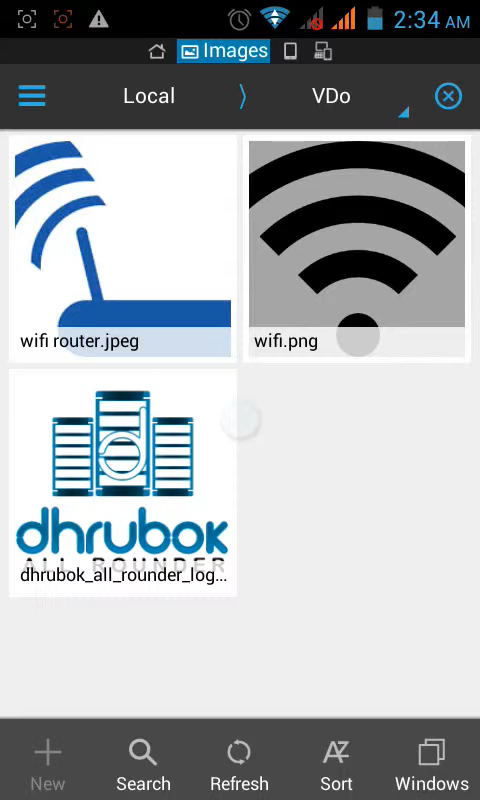 2:34 AM
Images
Local
VDo
wifi router.jpeg
wifi.png
d
dhrubok
ALL ROUNDER
dhrubok_all_rounder_log...
New
Search
Refresh
Sort
Windows